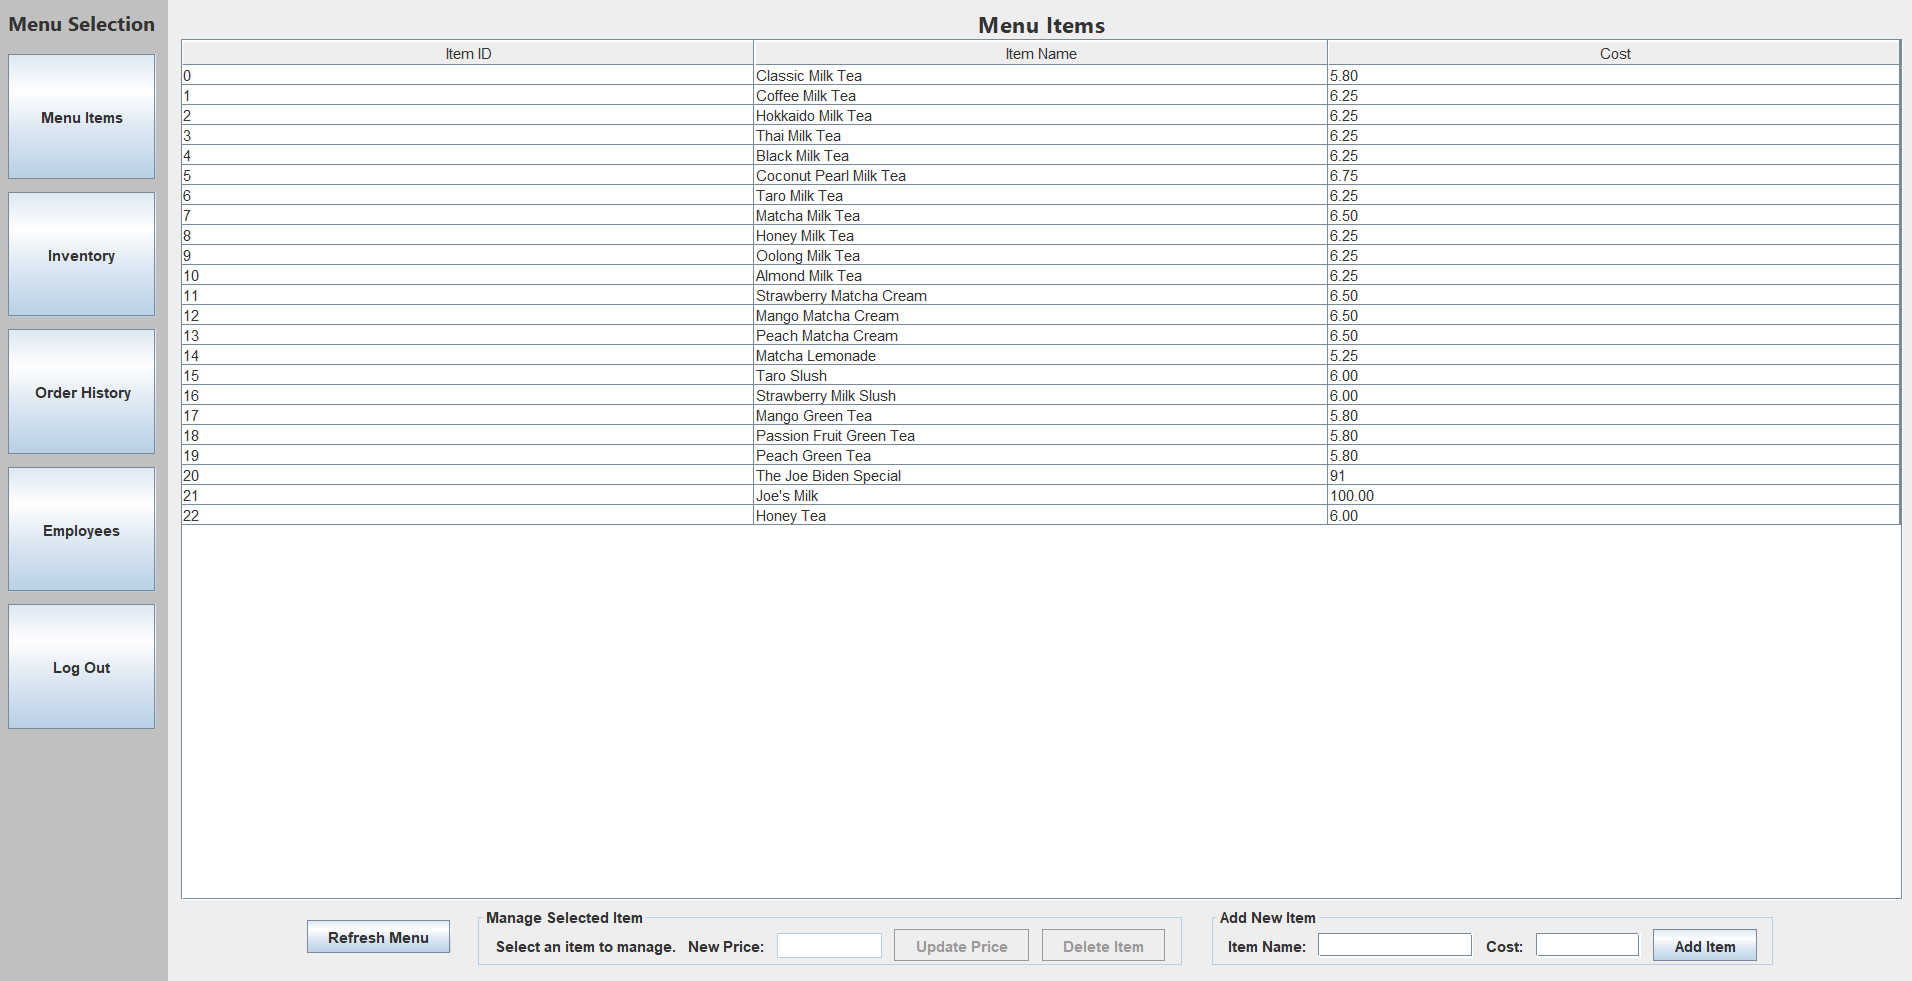 Menu Selection
Menu Items
Inventory
Order History
Employees
Log Out
Menu Items
Item ID Item Name Cost
0 Classic Milk Tea 5.80
1 Coffee Milk Tea 6.25
2 Hokkaido Milk Tea 6.25
3 Thai Milk Tea 6.25
4 Black Milk Tea 6.25
5 Coconut Pearl Milk Tea 6.75
6 Taro Milk Tea 6.25
7 Matcha Milk Tea 6.50
8 Honey Milk Tea 6.25
9 Oolong Milk Tea 6.25
10 Almond Milk Tea 6.25
11 Strawberry Matcha Cream 6.50
12 Mango Matcha Cream 6.50
13 Peach Matcha Cream 6.50
14 Matcha Lemonade 5.25
15 Taro Slush 6.00
16 Strawberry Milk Slush 6.00
17 Mango Green Tea 5.80
18 Passion Fruit Green Tea 5.80
19 Peach Green Tea 5.80
20 The Joe Biden Special 91
21 Joe's Milk 100.00
22 Honey Tea 6.00
Refresh Menu
Manage Selected Item
Select an item to manage. New Price: Update Price Delete Item
Add New Item
Item Name: Cost: Add Item